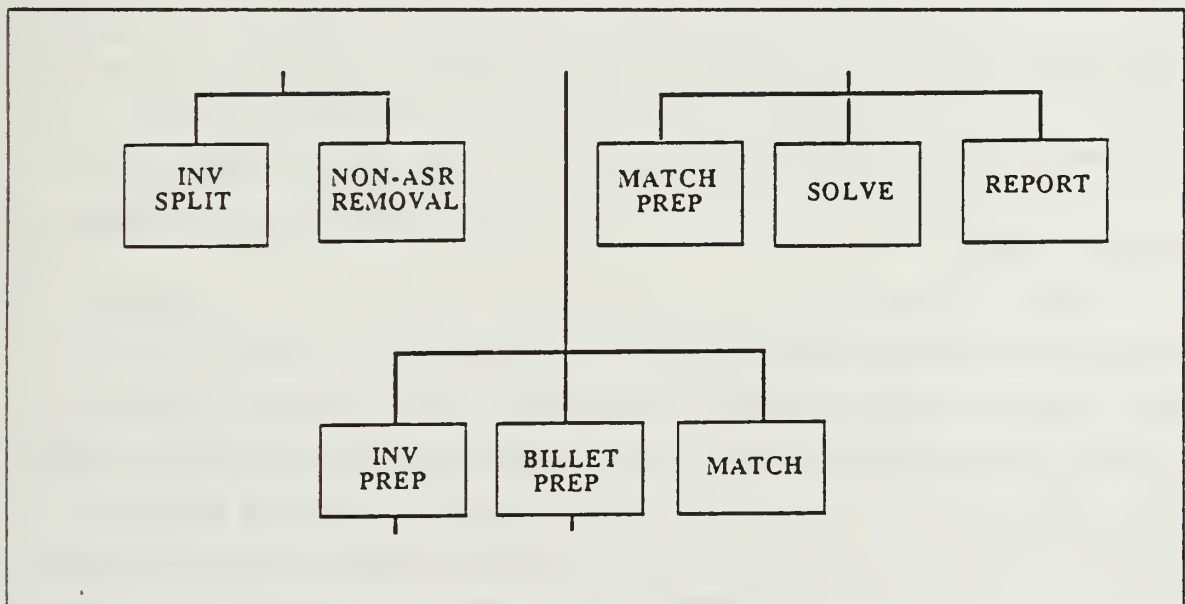 INV
SPLIT
NON-ASR
REMOVAL
MATCH
PREP
SOLVE
REPORT
INV
PREP
BILLET
PREP
MATCH